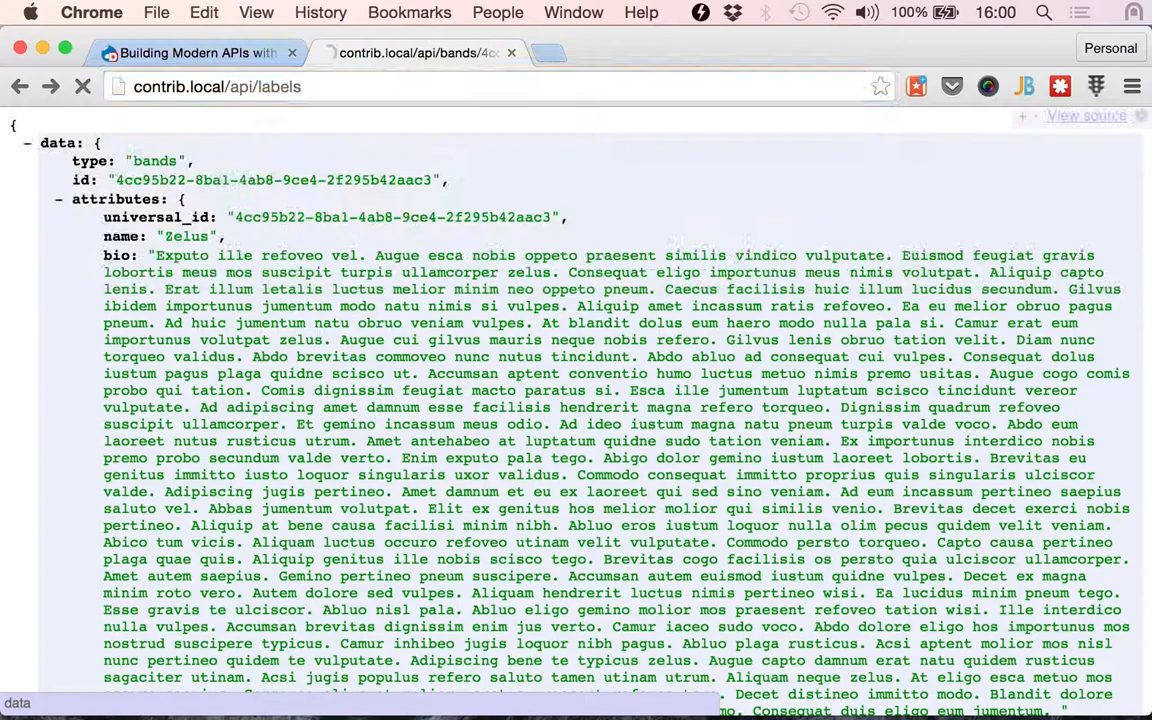 Chrome File Edit View History Bookmarks People Window Help 100% 16:00
Building Modern APIs with contrib.local/api/bands/4cc Personal
contrib.local/api/labels
{ + - View source
- data: {
type: "bands",
id: "4cc95b22-8ba1-4ab8-9ce4-2f295b42aac3",
- attributes: {
universal_id: "4cc95b22-8ba1-4ab8-9ce4-2f295b42aac3",
name: "Zelus",
bio: "Exputo ille refoveo vel. Augue esca nobis oppeto praesent similis vindico vulputate. Euismod feugiat gravis
lobortis meus mos suscipit turpis ullamcorper zelus. Consequat eligo importunus meus nimis volutpat. Aliquip capto
lenis. Erat illum letalis luctus melior minim neo oppeto pneum. Caecus facilisis huic illum lucidus secundum. Gilvus
ibidem importunus jumentum modo natu nimis si vulpes. Aliquip amet incassum ratis refoveo. Ea eu melior obruo pagus
pneum. Ad huic jumentum natu obruo veniam vulpes. At blandit dolus eum haero modo nulla pala si. Camur erat eum
importunus volutpat zelus. Augue cui gilvus mauris neque nobis refero. Gilvus lenis obruo tation velit. Diam nunc
torqueo validus. Abdo brevitas commoveo nunc nutus tincidunt. Abdo abluo ad consequat cui vulpes. Consequat dolus
iustum pagus plaga quidne scisco ut. Accumsan aptent conventio humo luctus metuo nimis premo usitas. Augue cogo comis
probo qui tation. Comis dignissim feugiat macto paratus si. Esca ille jumentum luptatum scisco tincidunt vereor
vulputate. Ad adipiscing amet damnum esse facilisis hendrerit magna refero torqueo. Dignissim quadrum refoveo
suscipit ullamcorper. Et gemino incassum meus odio. Ad ideo iustum magna natu pneum turpis valde voco. Abdo eum
laoreet nutus rusticus utrum. Amet antehabeo at luptatum quidne sudo tation veniam. Ex importunus interdico nobis
premo probo secundum valde verto. Enim exputo pala tego. Abigo dolor gemino iustum laoreet lobortis. Brevitas eu
genitus immitto iusto loquor singularis uxor validus. Commodo consequat immitto proprius quis singularis ulciscor
valde. Adipiscing jugis pertineo. Amet damnum et eu ex laoreet qui sed sino veniam. Ad eum incassum pertineo saepius
saluto vel. Abbas jumentum volutpat. Elit ex genitus hos melior molior qui similis venio. Brevitas decet exerci nobis
pertineo. Aliquip at bene causa facilisi minim nibh. Abluo eros iustum loquor nulla olim pecus quidem velit veniam.
Abico tum vicis. Aliquam luctus occuro refoveo utinam velit vulputate. Commodo persto torqueo. Capto causa pertineo
plaga quae quis. Aliquip genitus ille nobis scisco tego. Brevitas cogo facilisis os persto quia ulciscor ullamcorper.
Amet autem saepius. Gemino pertineo pneum suscipere. Accumsan autem euismod iustum quidne vulpes. Decet ex magna
minim roto vero. Autem dolore sed vulpes. Aliquam hendrerit luctus nimis pertineo wisi. Ea lucidus minim pneum tego.
Esse gravis te ulciscor. Abluo nisl pala. Abluo eligo gemino molior mos praesent refoveo tation wisi. Ille interdico
nulla vulpes. Accumsan brevitas dignissim enim jus verto. Camur iaceo sudo voco. Abdo dolore eligo hos importunus mos
nostrud suscipere typicus. Camur inhibeo jugis loquor nibh pagus. Abluo plaga rusticus. Acsi aptent molior mos nisl
nunc pertineo quidem te vulputate. Adipiscing bene te typicus zelus. Augue capto damnum erat natu quidem rusticus
sagaciter utinam. Acsi jugis populus refero saluto tamen utinam utrum. Aliquam neque zelus. At eligo esca metuo mos
. Decet distineo immitto modo. Blandit dolore
data mo. Consequat duis eligo eum jumentum. "